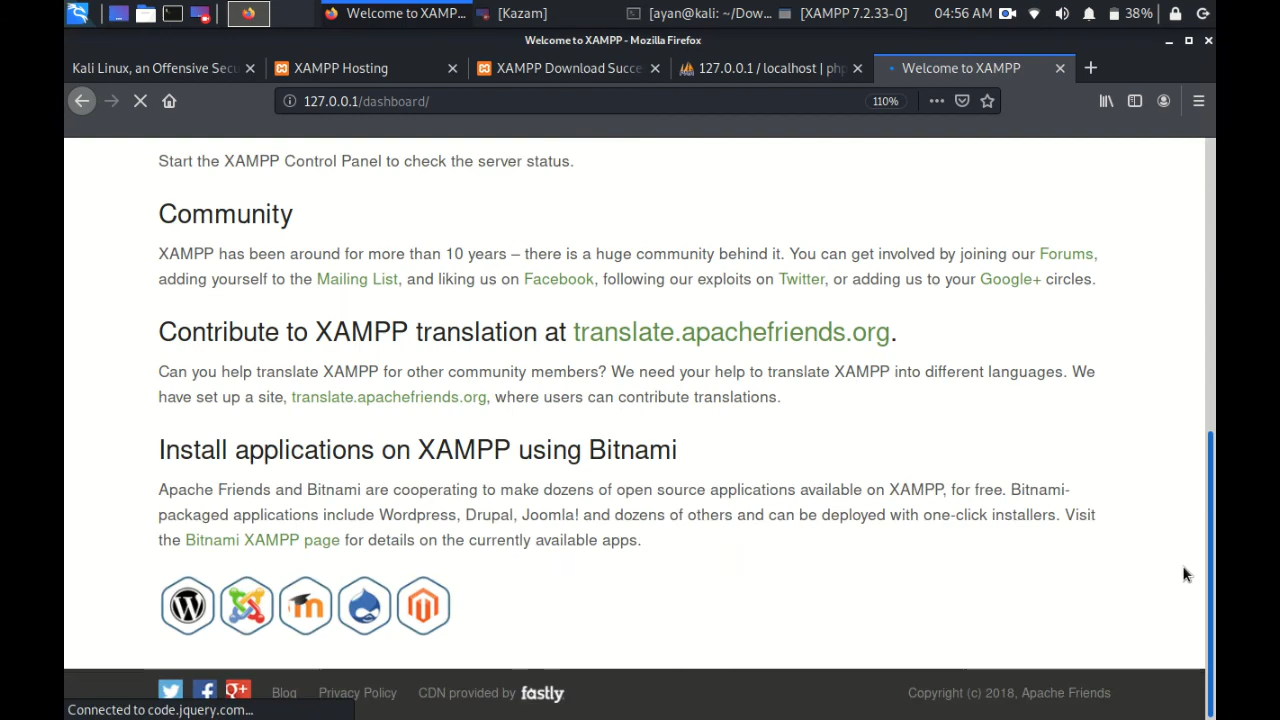 Welcome to XAMP...
[Kazam]
[ayan@kali: ~/Dow...
[XAMPP 7.2.33-0]
04:56 AM
38%
Welcome to XAMPP - Mozilla Firefox
Kali Linux, an Offensive Secu
XAMPP Hosting
XAMPP Download Succe
127.0.0.1 / localhost | php
Welcome to XAMPP
127.0.0.1/dashboard/
110%
Start the XAMPP Control Panel to check the server status.
Community
XAMPP has been around for more than 10 years – there is a huge community behind it. You can get involved by joining our Forums,
adding yourself to the Mailing List, and liking us on Facebook, following our exploits on Twitter, or adding us to your Google+ circles.
Contribute to XAMPP translation at translate.apachefriends.org.
Can you help translate XAMPP for other community members? We need your help to translate XAMPP into different languages. We
have set up a site, translate.apachefriends.org, where users can contribute translations.
Install applications on XAMPP using Bitnami
Apache Friends and Bitnami are cooperating to make dozens of open source applications available on XAMPP, for free. Bitnami-
packaged applications include Wordpress, Drupal, Joomla! and dozens of others and can be deployed with one-click installers. Visit
the Bitnami XAMPP page for details on the currently available apps.
Blog
Privacy Policy
CDN provided by fastly
Copyright (c) 2018, Apache Friends
Connected to code.jquery.com...